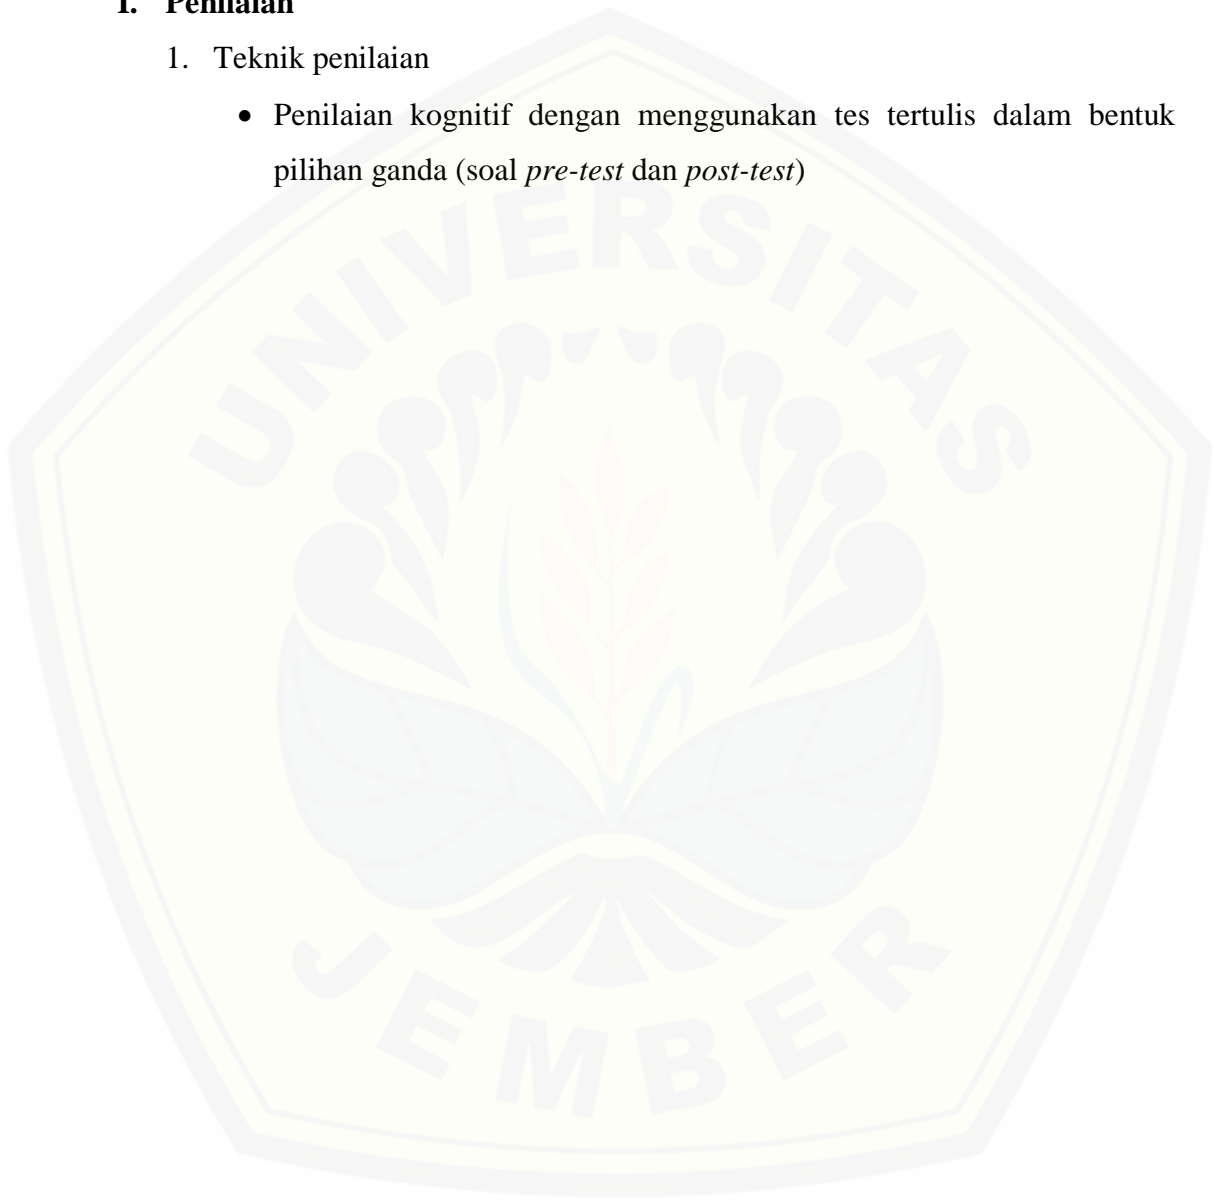 I. Penilaian
1. Teknik penilaian
• Penilaian kognitif dengan menggunakan tes tertulis dalam bentuk
pilihan ganda (soal pre-test dan post-test)
UNIVERSITAS
JEMBER